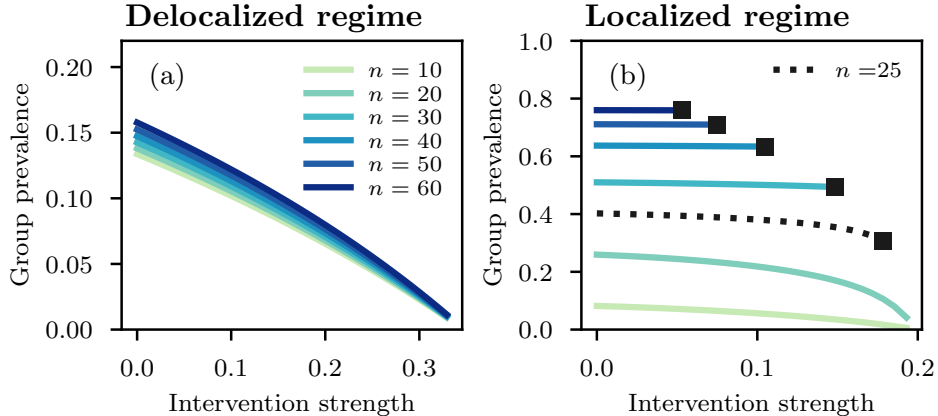 Delocalized regime
(a)
n = 10
n = 20
n = 30
n = 40
n = 50
n = 60
Group prevalence
0.20
0.15
0.10
0.05
0.00
0.0 0.1 0.2 0.3
Intervention strength
Localized regime
(b)
n =25
Group prevalence
1.0
0.8
0.6
0.4
0.2
0.0
0.0 0.1 0.2
Intervention strength